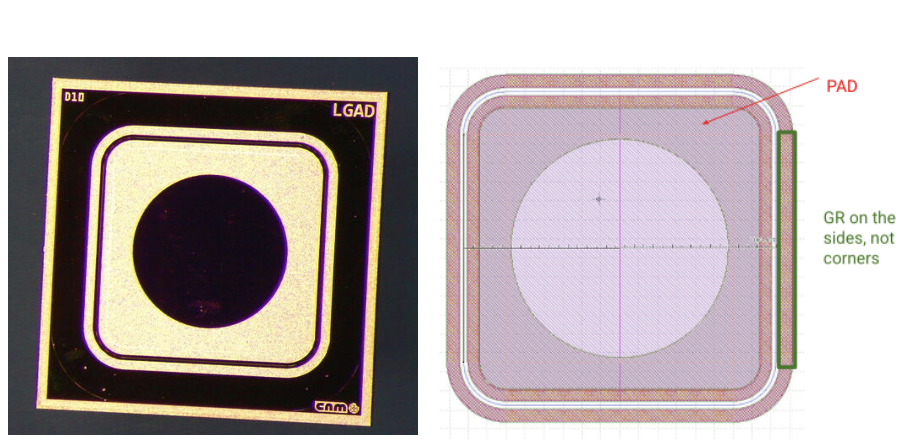 D10
LGAD
cnm
PAD
GR on the
sides, not
corners